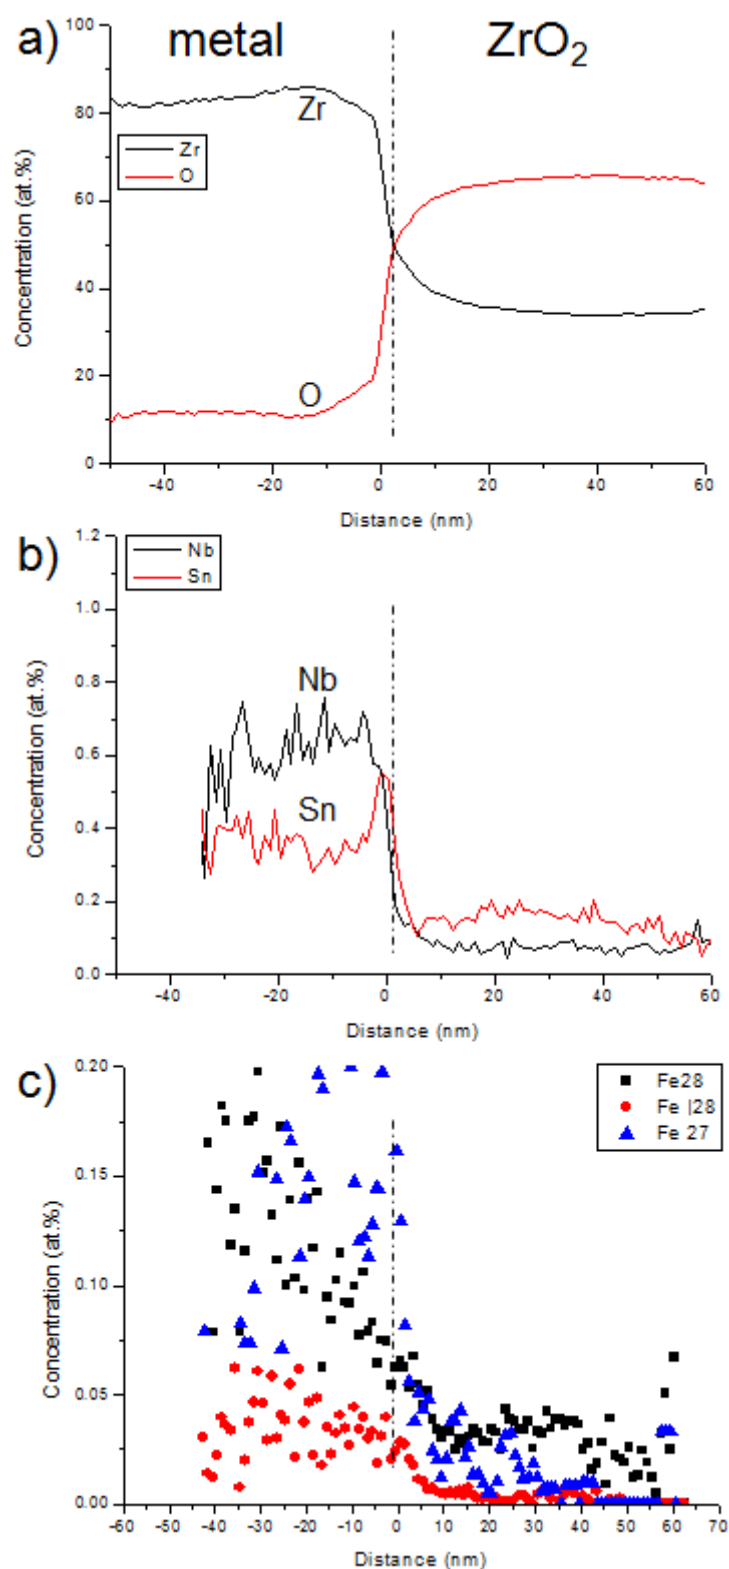 a)
metal ZrO₂
100
80
60
40
20
0
Zr
Zr
O
O
Concentration (at.%)
-40 -20 0 20 40 60
Distance (nm)
b)
1.2
1.0
0.8
0.6
0.4
0.2
0.0
Nb
Sn
Nb
Sn
Concentration (at.%)
-40 -20 0 20 40 60
Distance (nm)
c)
0.20
0.15
0.10
0.05
0.00
Fe28
Fe |28
Fe 27
Concentration (at.%)
-60 -50 -40 -30 -20 -10 0 10 20 30 40 50 60 70
Distance (nm)